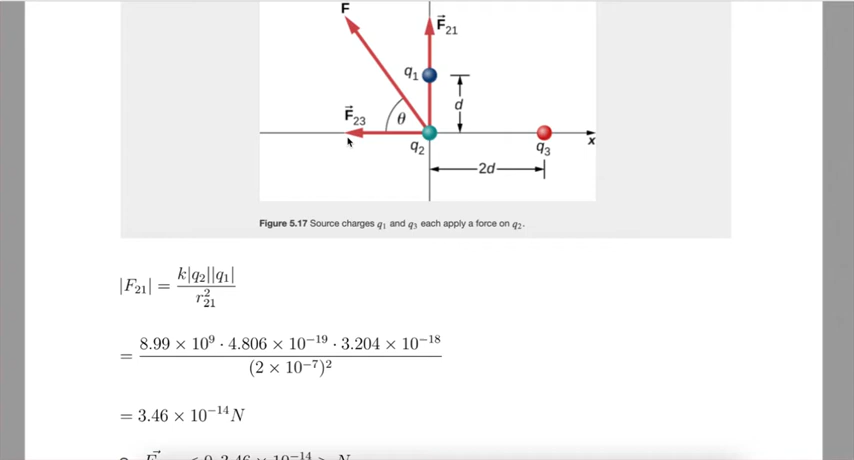 F
F⃗₂₁
q₁
d
F⃗₂₃
θ
q₂
q₃
x
2d
Figure 5.17 Source charges q₁ and q₃ each apply a force on q₂.
|F₂₁| = k|q₂||q₁| / r²₂₁
= 8.99 × 10⁹ · 4.806 × 10⁻¹⁹ · 3.204 × 10⁻¹⁸ / (2 × 10⁻⁷)²
= 3.46 × 10⁻¹⁴ N